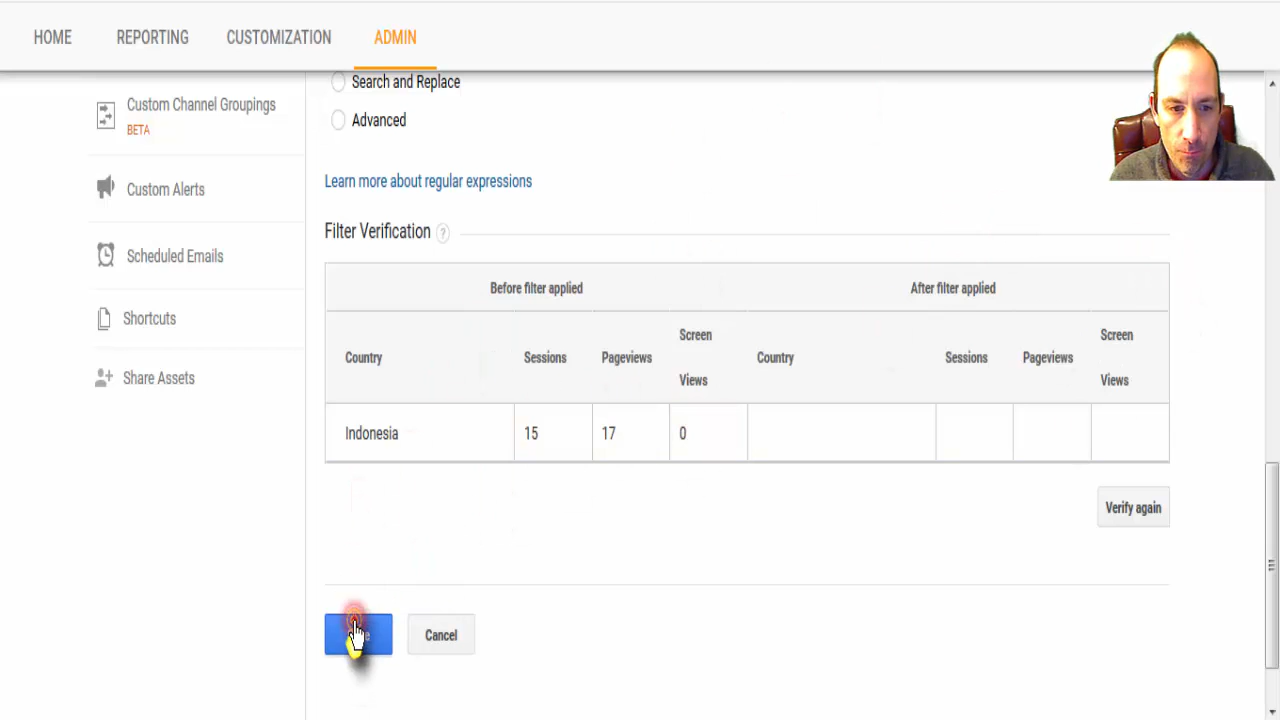 HOME REPORTING CUSTOMIZATION ADMIN
Search and Replace
Custom Channel Groupings
BETA
Advanced
Custom Alerts
Learn more about regular expressions
Filter Verification ?
Scheduled Emails
Before filter applied After filter applied
Shortcuts
Country Sessions Pageviews Screen Views Country Sessions Pageviews Screen Views
Share Assets
Indonesia 15 17 0
Verify again
Cancel